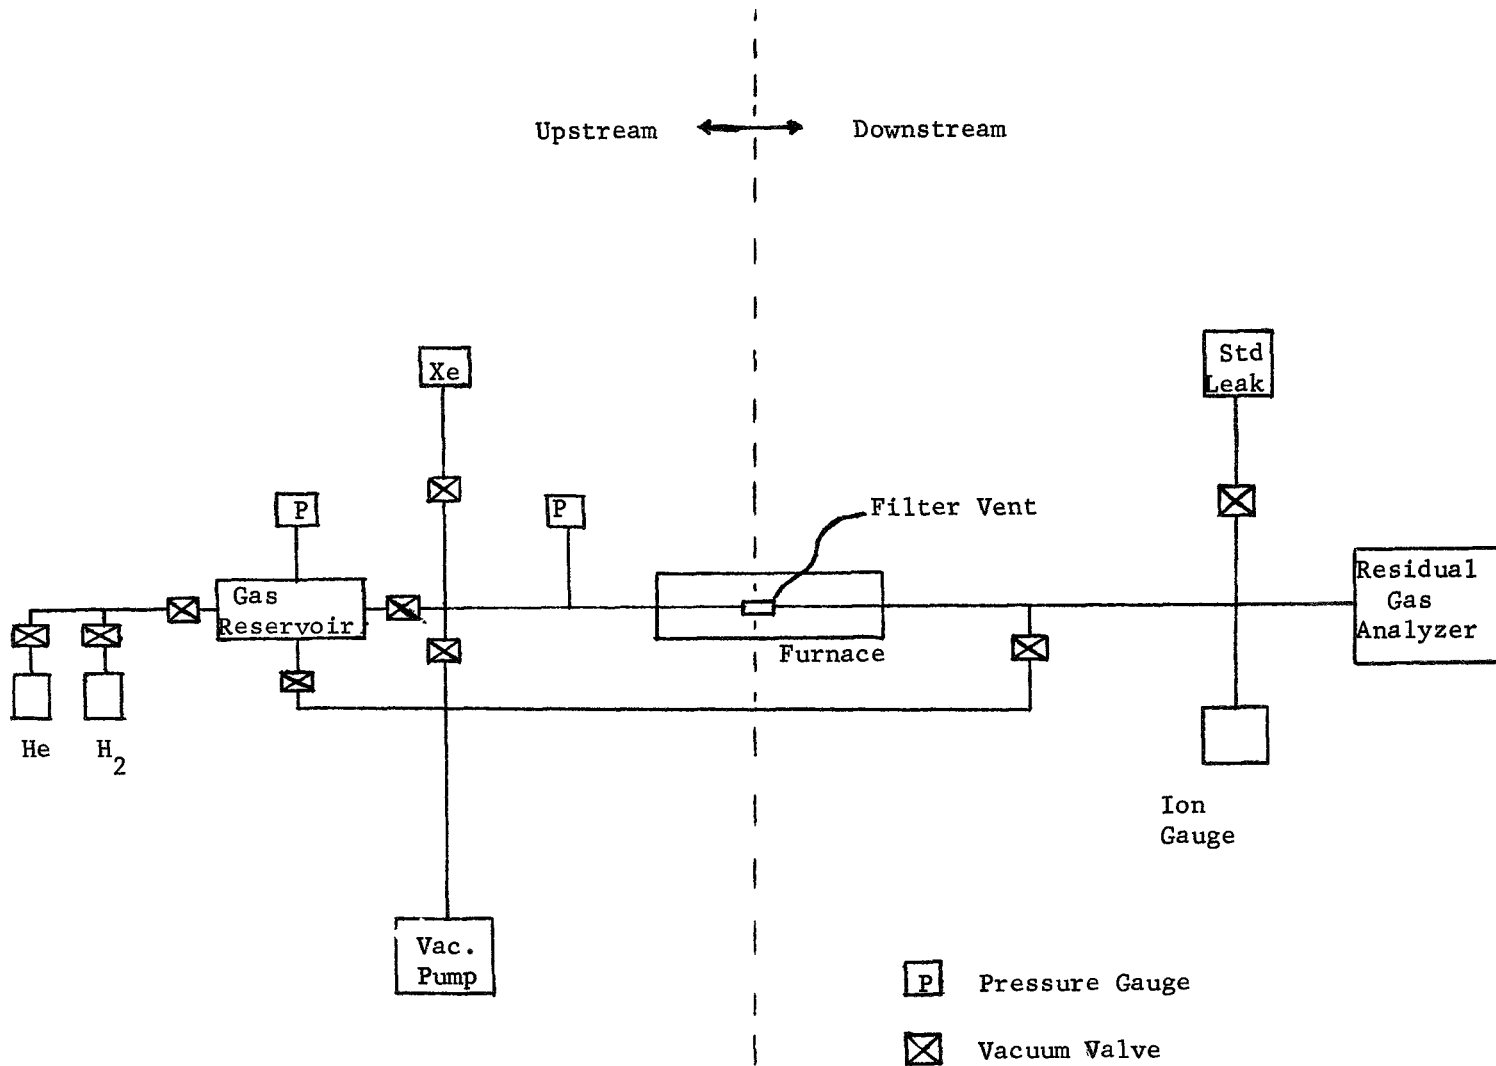 Upstream
Downstream
Xe
Std
Leak
P
P
Filter Vent
Gas
Reservoir
Residual
Gas
Analyzer
Furnace
He
H2
Ion
Gauge
Vac.
Pump
P Pressure Gauge
Vacuum Valve